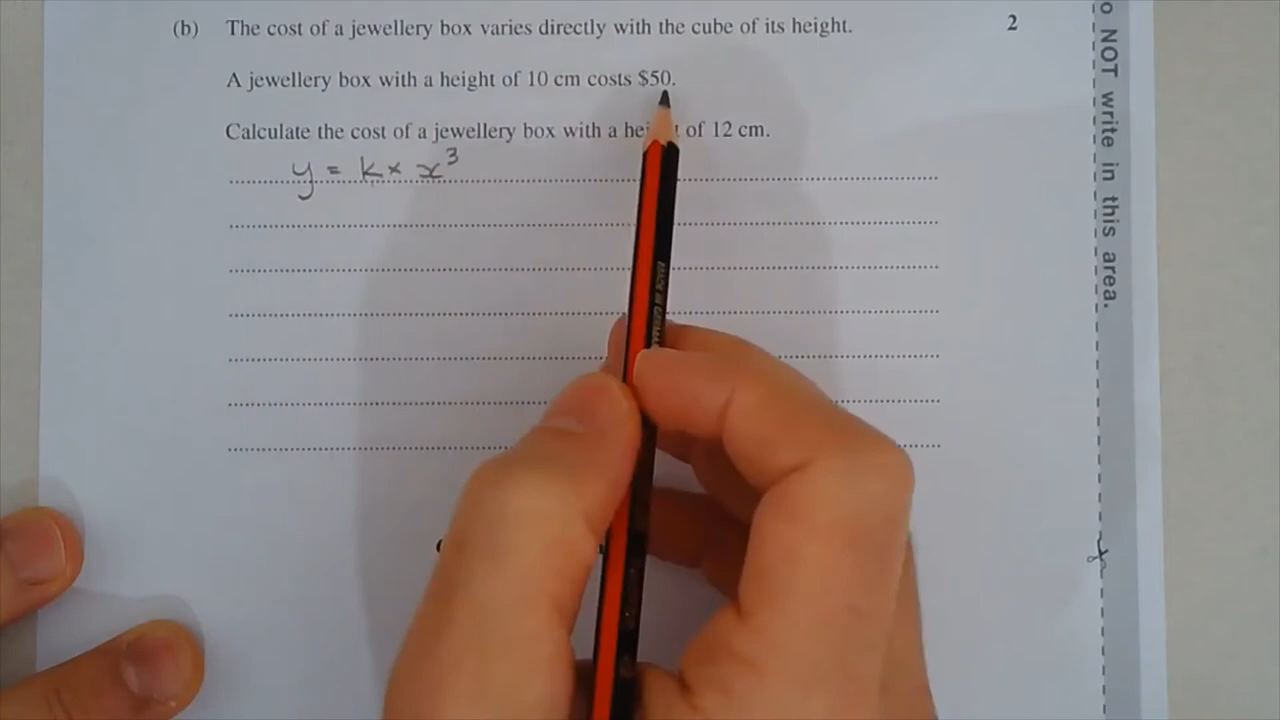 (b) The cost of a jewellery box varies directly with the cube of its height. 2
A jewellery box with a height of 10 cm costs $50.
Calculate the cost of a jewellery box with a hei t of 12 cm.
y = k × x³
o NOT write in this area.